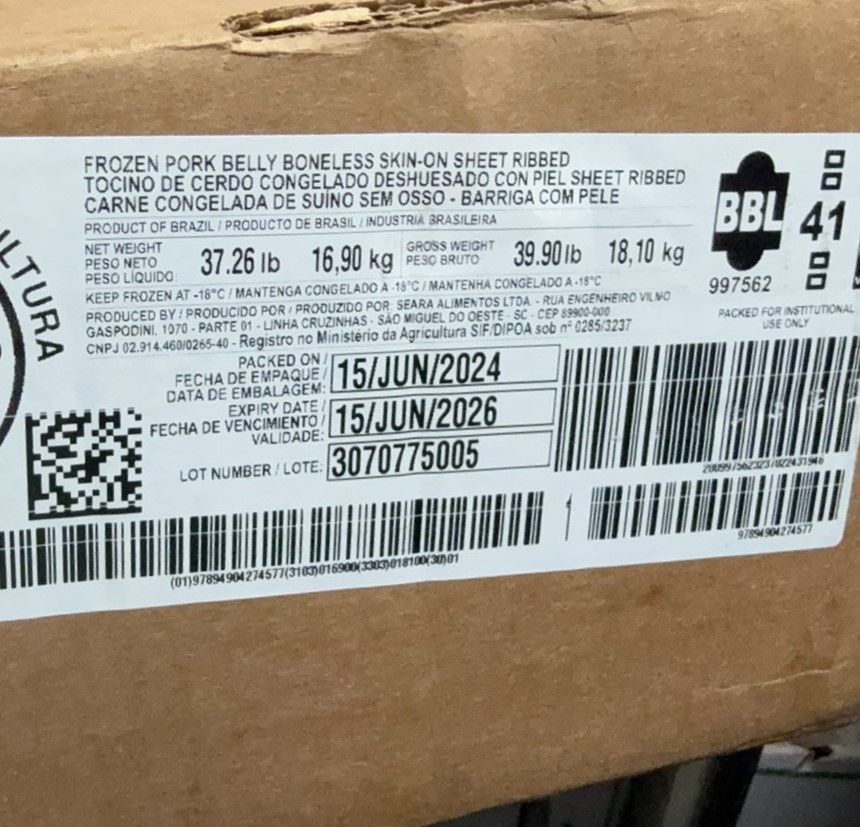 FROZEN PORK BELLY BONELESS SKIN-ON SHEET RIBBED
TOCINO DE CERDO CONGELADO DESHUESADO CON PIEL SHEET RIBBED
CARNE CONGELADA DE SUINO SEM OSSO - BARRIGA COM PELE
PRODUCT OF BRAZIL / PRODUCTO DE BRASIL / INDUSTRIA BRASILEIRA
NET WEIGHT
PESO NETO
PESO LÍQUIDO
37.26 lb 16,90 kg
GROSS WEIGHT
PESO BRUTO
39.90 lb 18,10 kg
KEEP FROZEN AT -18°C / MANTENGA CONGELADO A -18°C / MANTENHA CONGELADO A -18°C
PRODUCED BY / PRODUCIDO POR / PRODUZIDO POR: SEARA ALIMENTOS LTDA - RUA ENGENHEIRO VILMO
GASPODINI, 1070 - PARTE 01 - LINHA CRUZINHAS - SÃO MIGUEL DO OESTE - SC - CEP 89900-000
CNPJ 02.914.460/0265-40 - Registro no Ministério da Agricultura SIF/DIPOA sob nº 0285/3237
PACKED ON /
FECHA DE EMPAQUE /
DATA DE EMBALAGEM:
15/JUN/2024
EXPIRY DATE /
FECHA DE VENCIMIENTO /
VALIDADE:
15/JUN/2026
LOT NUMBER / LOTE:
3070775005
BBL
997562
41
PACKED FOR INSTITUTIONAL
USE ONLY
LTURA
1
97894904274577
(01)97894904274577(3103)016900(3303)018100(30)01